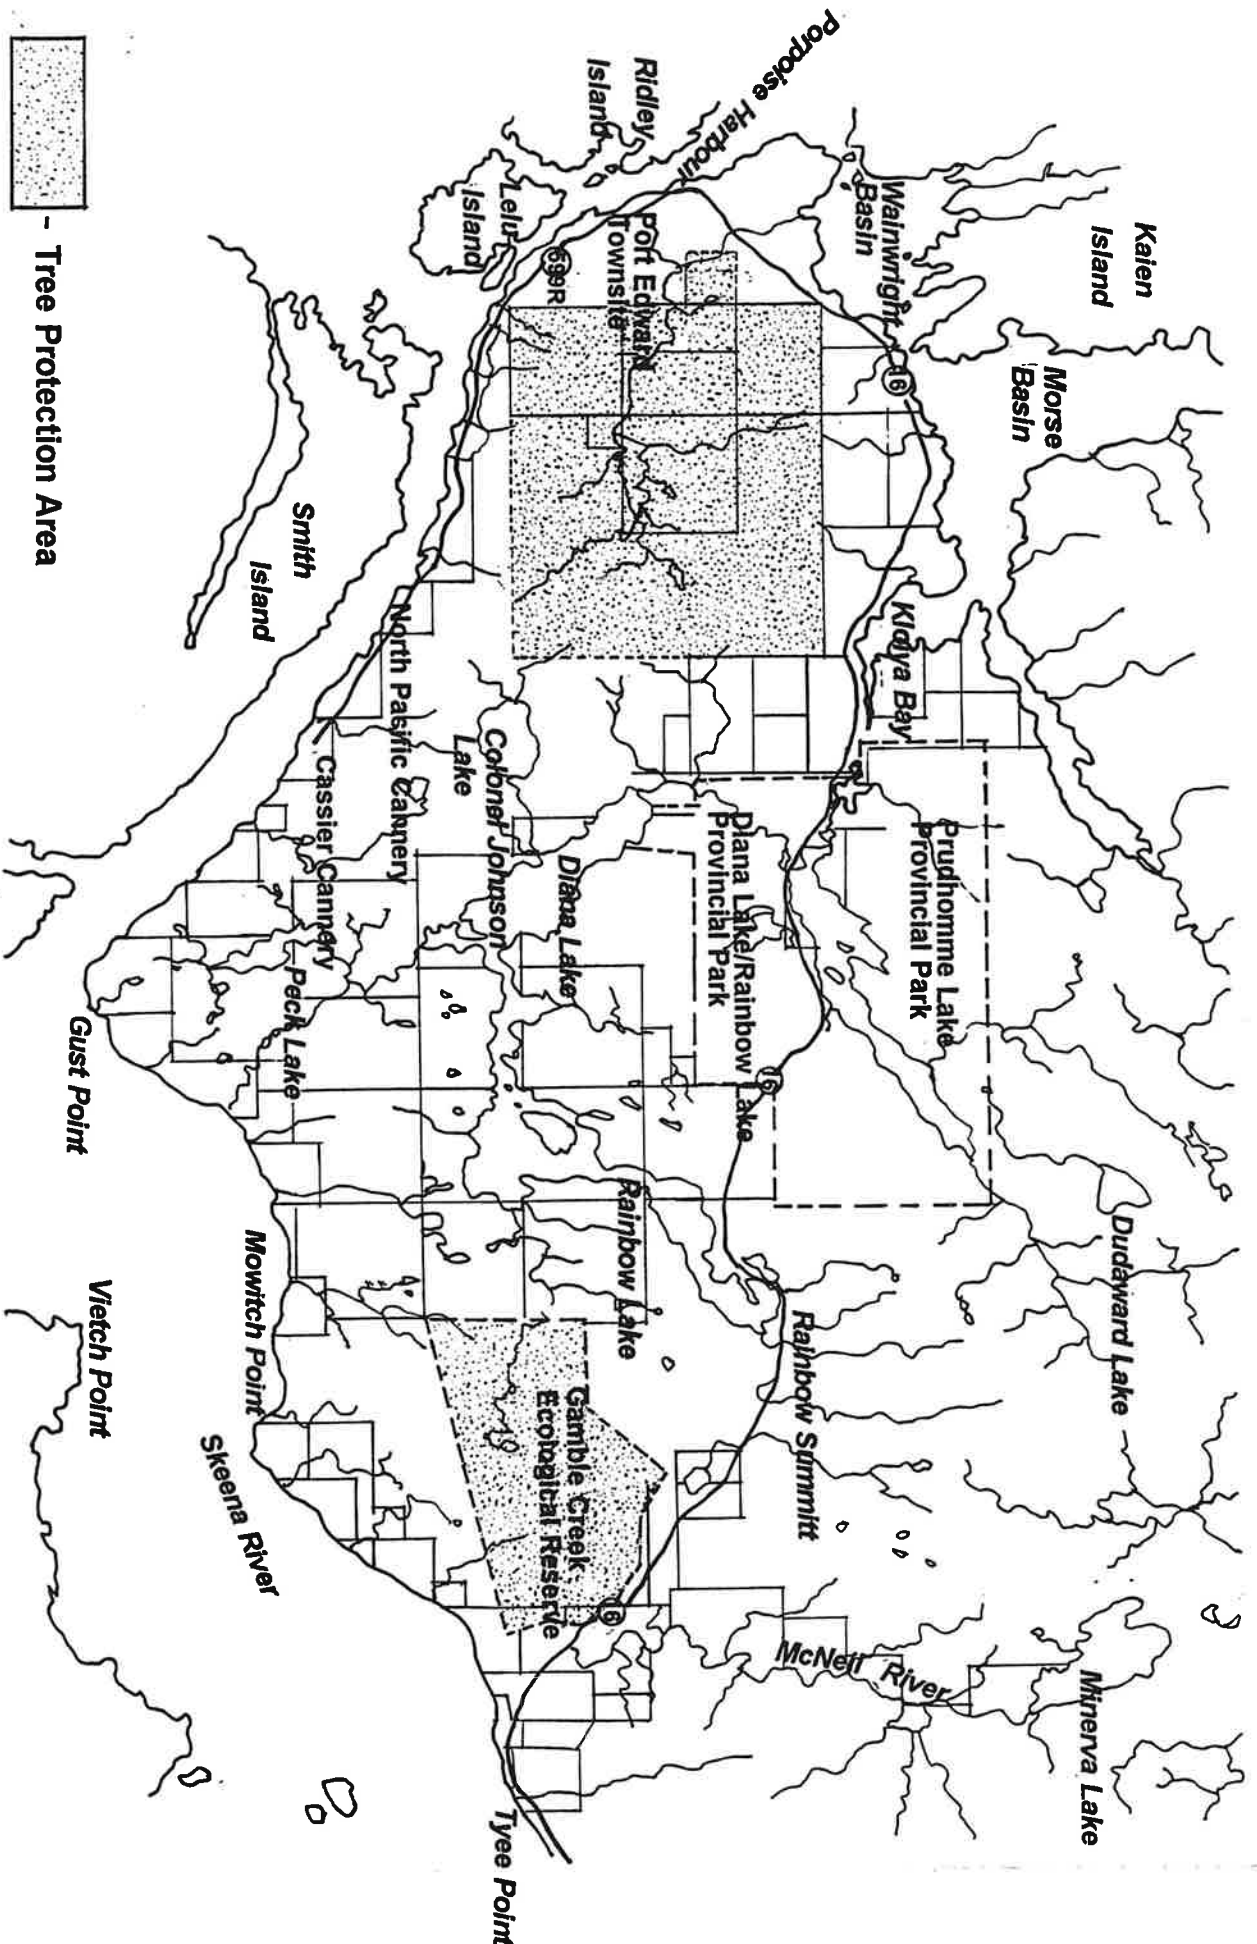 Kaien
Island
Morse
Basin
Wainwright
Basin
16
Porpoise Harbour
Ridley
Island
Lelu
Island
Port Edward
Townsite
599R
Kloiya Bay
Prudhomme Lake
Provincial Park
Diana Lake/Rainbow Lake
Provincial Park
16
Dudaward Lake
Minerva Lake
Rainbow Summitt
McNeil River
Smith
Island
North Pasific Cannery
Cassier Cannery
Colonel Johnson
Lake
Diana Lake
Peck Lake
Rainbow Lake
Gamble Creek
Ecological Reserve
16
Gust Point
Mowitch Point
Vietch Point
Skeena River
Tyee Point
- Tree Protection Area